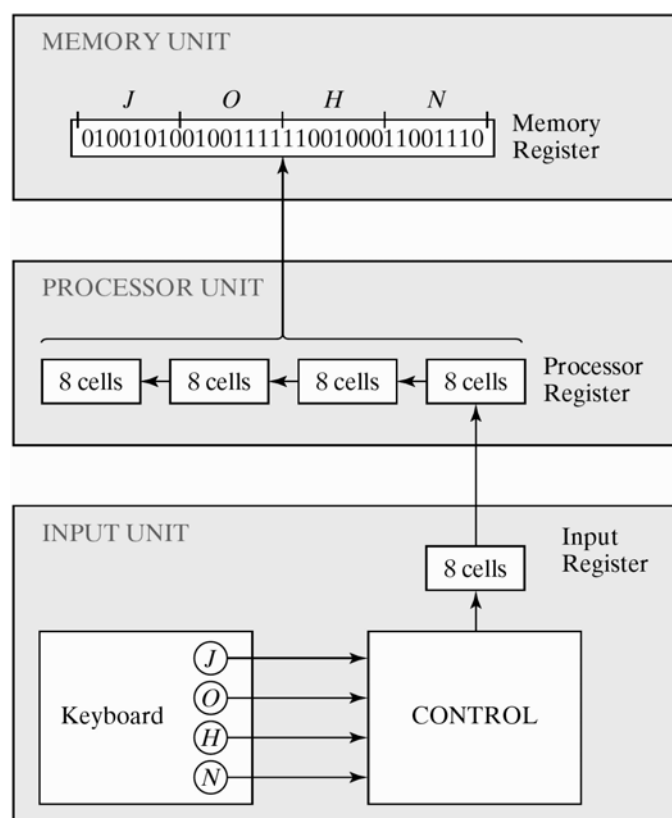 MEMORY UNIT
J O H N
01001010010011111100100011001110
Memory
Register
PROCESSOR UNIT
8 cells 8 cells 8 cells 8 cells
Processor
Register
INPUT UNIT
Input
Register
8 cells
J
O
Keyboard
CONTROL
H
N